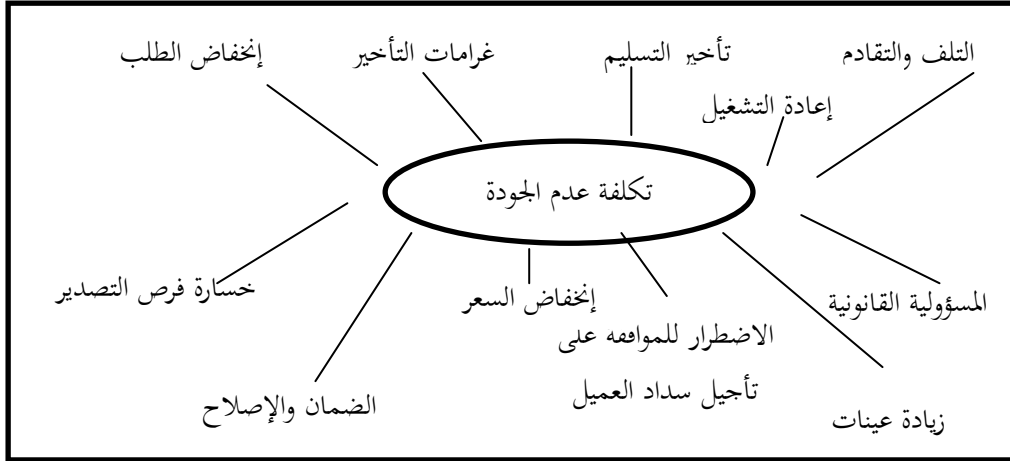 التلف والتقادم
تأخير التسليم
غرامات التأخير
إنخفاض الطلب
إعادة التشغيل
تكلفة عدم الجودة
خسارة فرص التصدير
إنخفاض السعر
المسؤولية القانونية
الاضطرار للموافقه على
تأجيل سداد العميل
الضمان والإصلاح
زيادة عينات